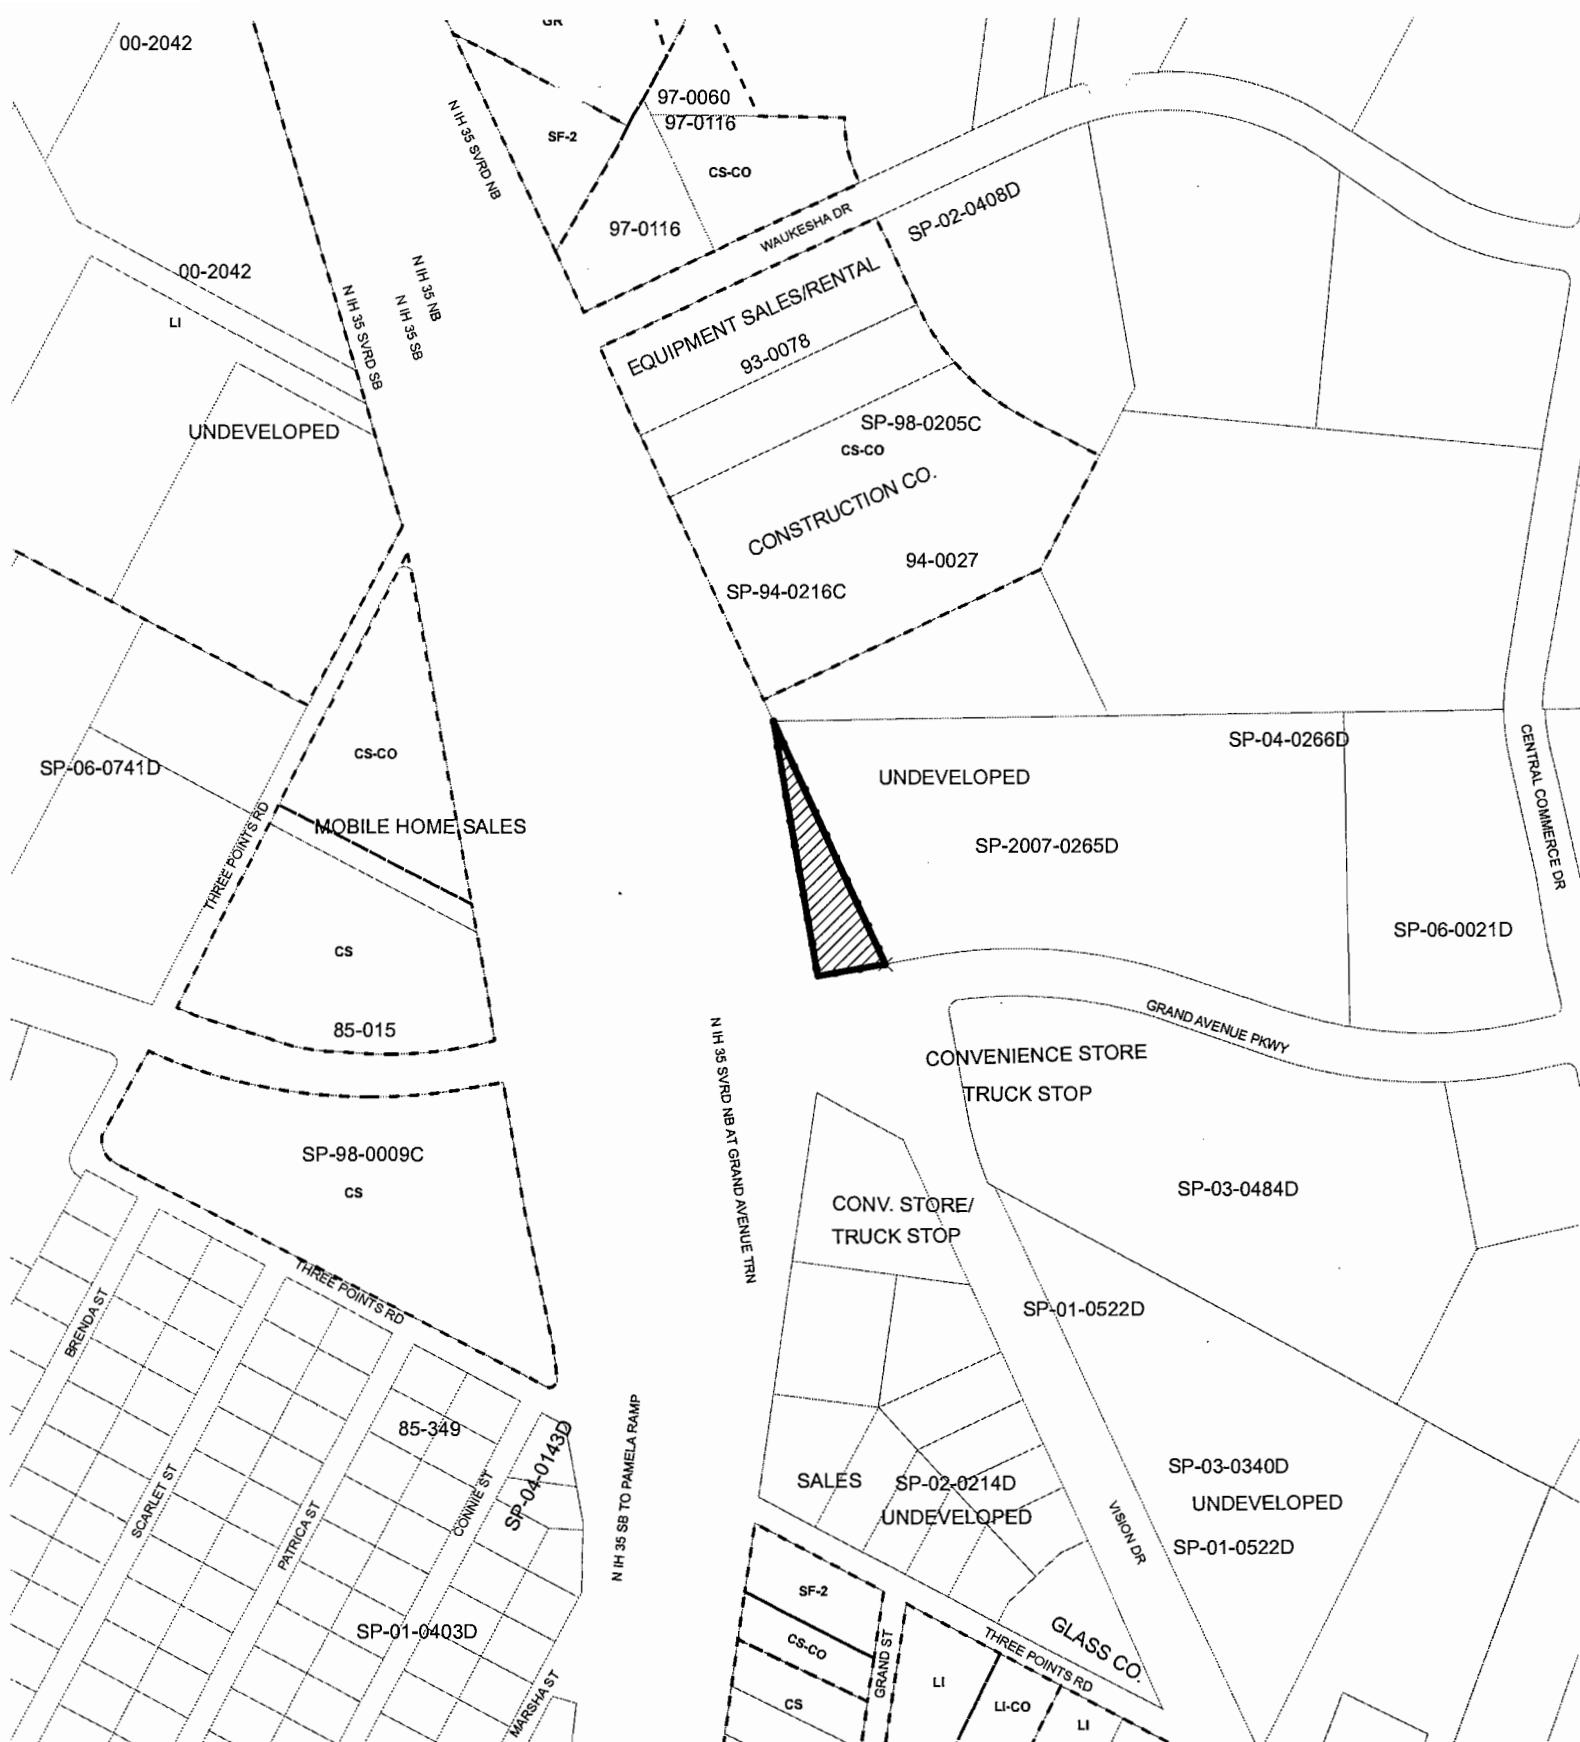 GR
00-2042
97-0060
97-0116
SF-2
CS-CO
N IH 35 SVRD NB
97-0116
WAUKESHA DR
SP-02-0408D
00-2042
LI
N IH 35 NB
N IH 35 SB
N IH 35 SVRD SB
EQUIPMENT SALES/RENTAL
93-0078
UNDEVELOPED
SP-98-0205C
CS-CO
CONSTRUCTION CO.
94-0027
SP-94-0216C
SP-04-0266D
CS-CO
SP-06-0741D
UNDEVELOPED
CENTRAL COMMERCE DR
MOBILE HOME SALES
THREE POINTS RD
SP-2007-0265D
SP-06-0021D
CS
85-015
GRAND AVENUE PKWY
CONVENIENCE STORE
TRUCK STOP
N IH 35 SVRD NB AT GRAND AVENUE TRN
SP-98-0009C
CS
SP-03-0484D
CONV. STORE/
TRUCK STOP
THREE POINTS RD
SP-01-0522D
BRENDA ST
85-349
SP-04-0143D
N IH 35 SB TO PAMELA RAMP
SALES
SP-02-0214D
UNDEVELOPED
SP-03-0340D
UNDEVELOPED
SP-01-0522D
SCARLET ST
PATRICA ST
CONNIE ST
VISION DR
SF-2
SP-01-0403D
CS-CO
GRAND ST
THREE POINTS RD
GLASS CO.
LI
LI-CO
LI
CS
MARSHA ST